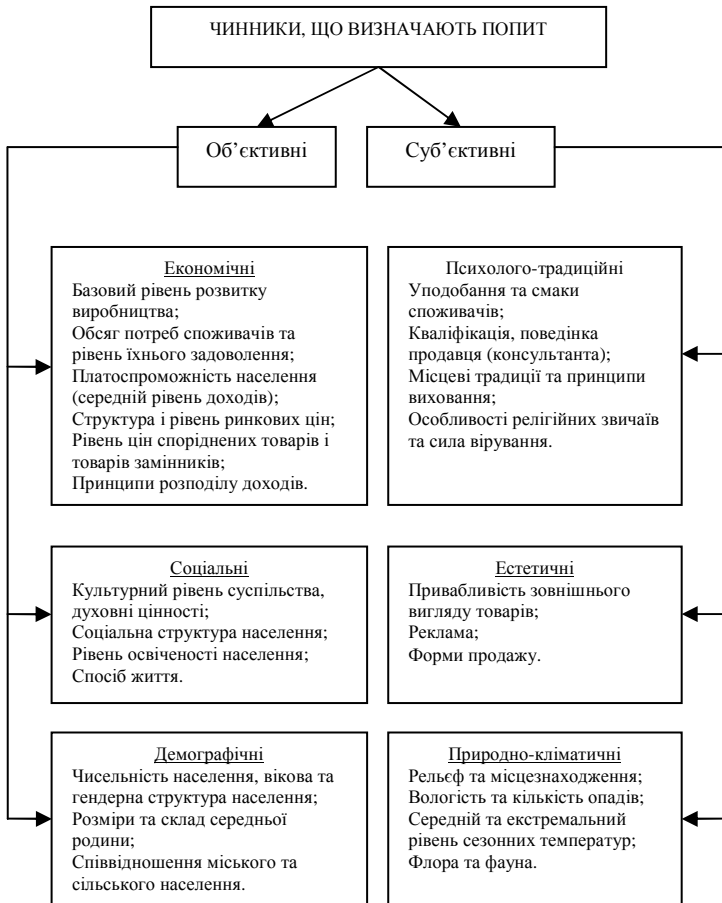 ЧИННИКИ, ЩО ВИЗНАЧАЮТЬ ПОПИТ
Об’єктивні
Суб’єктивні
Економічні
Базовий рівень розвитку
виробництва;
Обсяг потреб споживачів та
рівень їхнього задоволення;
Платоспроможність населення
(середній рівень доходів);
Структура і рівень ринкових цін;
Рівень цін споріднених товарів і
товарів замінників;
Принципи розподілу доходів.
Психолого-традиційні
Уподобання та смаки
споживачів;
Кваліфікація, поведінка
продавця (консультанта);
Місцеві традиції та принципи
виховання;
Особливості релігійних звичаїв
та сила вірування.
Соціальні
Культурний рівень суспільства,
духовні цінності;
Соціальна структура населення;
Рівень освіченості населення;
Спосіб життя.
Естетичні
Привабливість зовнішнього
вигляду товарів;
Реклама;
Форми продажу.
Демографічні
Чисельність населення, вікова та
гендерна структура населення;
Розміри та склад середньої
родини;
Співвідношення міського та
сільського населення.
Природно-кліматичні
Рельєф та місцезнаходження;
Вологість та кількість опадів;
Середній та екстремальний
рівень сезонних температур;
Флора та фауна.